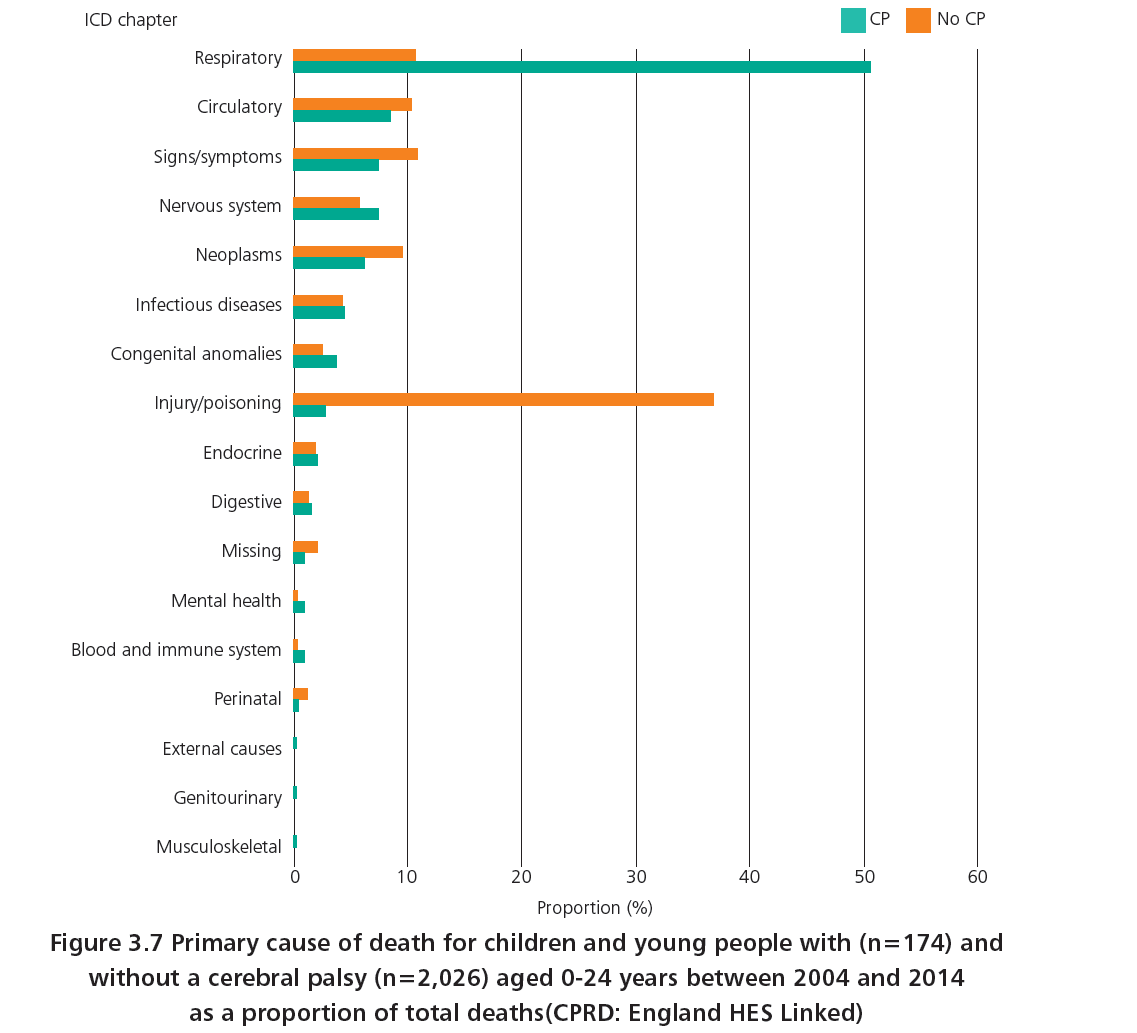 ICD chapter
CP
No CP
Respiratory
Circulatory
Signs/symptoms
Nervous system
Neoplasms
Infectious diseases
Congenital anomalies
Injury/poisoning
Endocrine
Digestive
Missing
Mental health
Blood and immune system
Perinatal
External causes
Genitourinary
Musculoskeletal
0 10 20 30 40 50 60
Proportion (%)
Figure 3.7 Primary cause of death for children and young people with (n=174) and
without a cerebral palsy (n=2,026) aged 0-24 years between 2004 and 2014
as a proportion of total deaths(CPRD: England HES Linked)